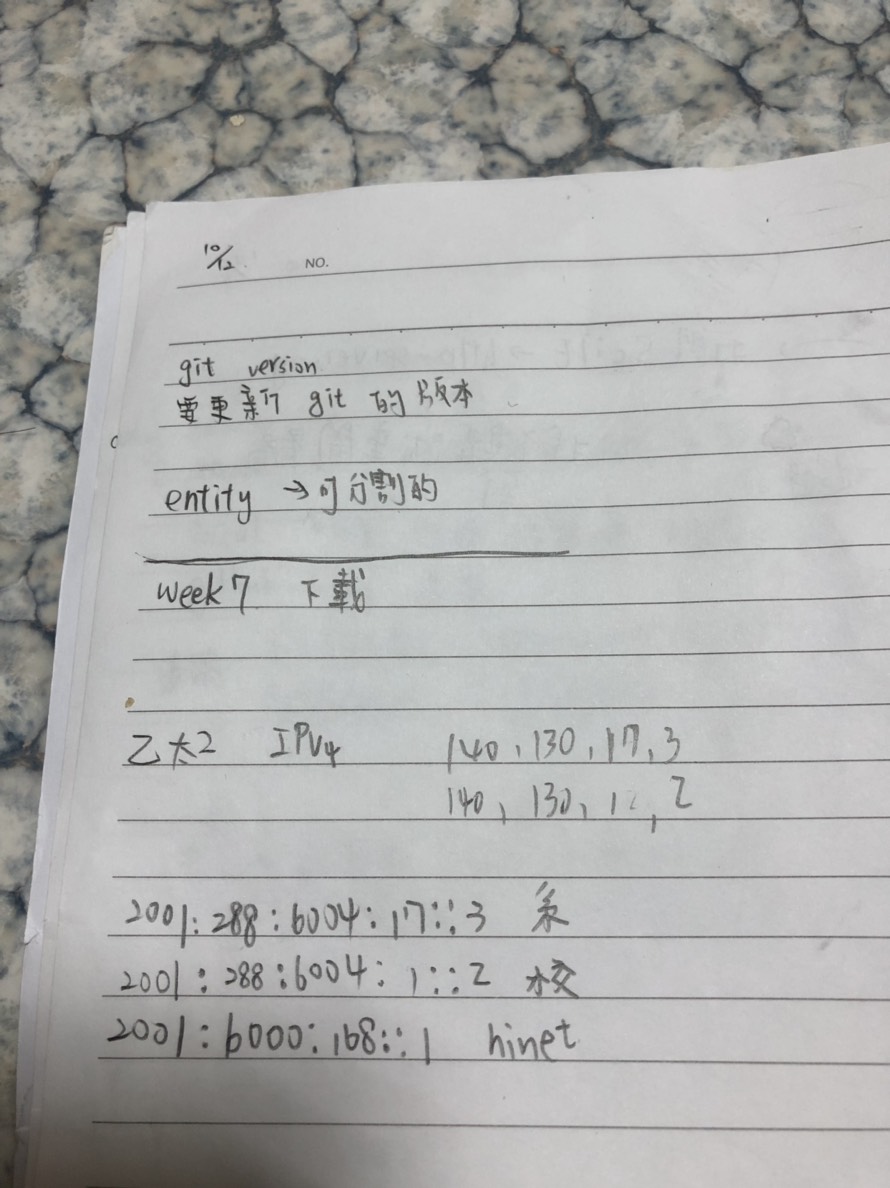 10/12 NO.
git version
要更新 git 的版本
entity → 可分割的
week 7 下載
乙太2 IPV4 140,130,17,3
140,130,1,2
2001:288:6004:17::3 系
2001:288:6004:1::2 校
2001:6000:168::1 hinet